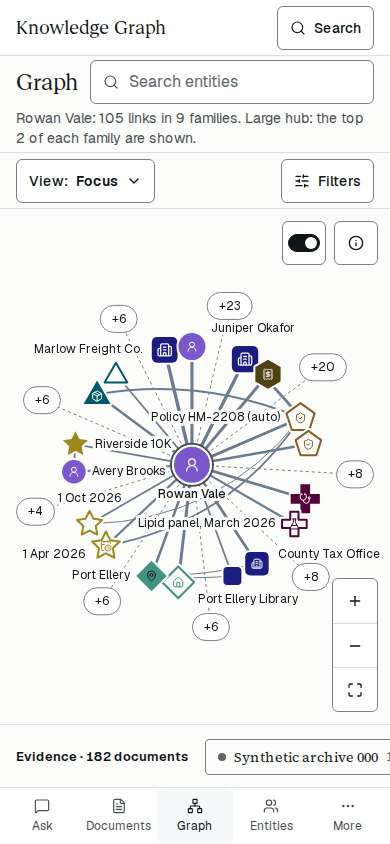 Knowledge Graph
Search
Graph
Search entities
Rowan Vale: 105 links in 9 families. Large hub: the top
2 of each family are shown.
View: Focus
Filters
+23
+6
Juniper Okafor
Marlow Freight Co.
+20
+6
Policy HM-2208 (auto)
Riverside 10K
Avery Brooks
+8
Rowan Vale
1 Oct 2026
+4
Lipid panel, March 2026
1 Apr 2026
County Tax Office
Port Ellery
+8
+6
Port Ellery Library
+6
Evidence · 182 documents
Synthetic archive 000
Ask
Documents
Graph
Entities
More